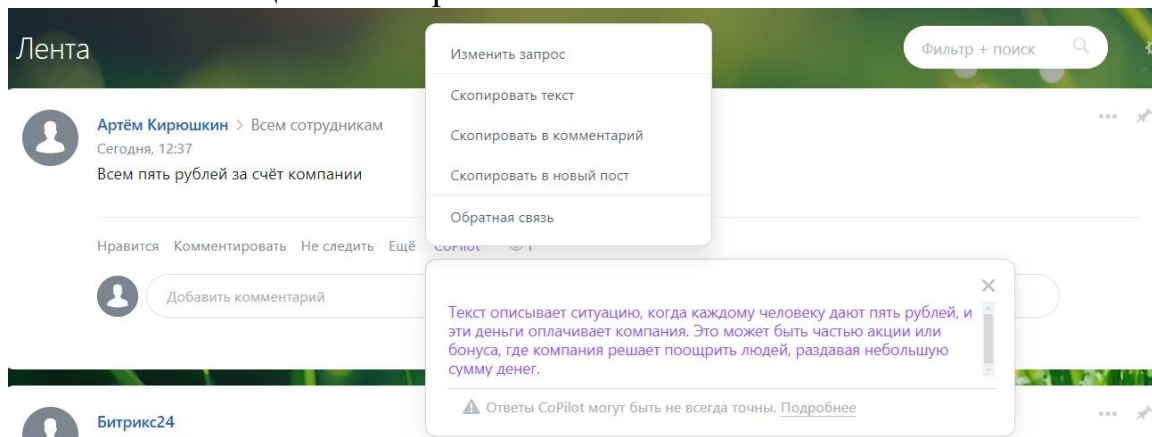 Лента
Фильтр + поиск
Изменить запрос
Скопировать текст
Скопировать в комментарий
Скопировать в новый пост
Обратная связь
Артём Кирюшкин > Всем сотрудникам
Сегодня, 12:37
Всем пять рублей за счёт компании
Нравится Комментировать Не следить Ещё CoPilot 1
Добавить комментарий
Текст описывает ситуацию, когда каждому человеку дают пять рублей, и
эти деньги оплачивает компания. Это может быть частью акции или
бонуса, где компания решает поощрить людей, раздавая небольшую
сумму денег.
Ответы CoPilot могут быть не всегда точны. Подробнее
Битрикс24